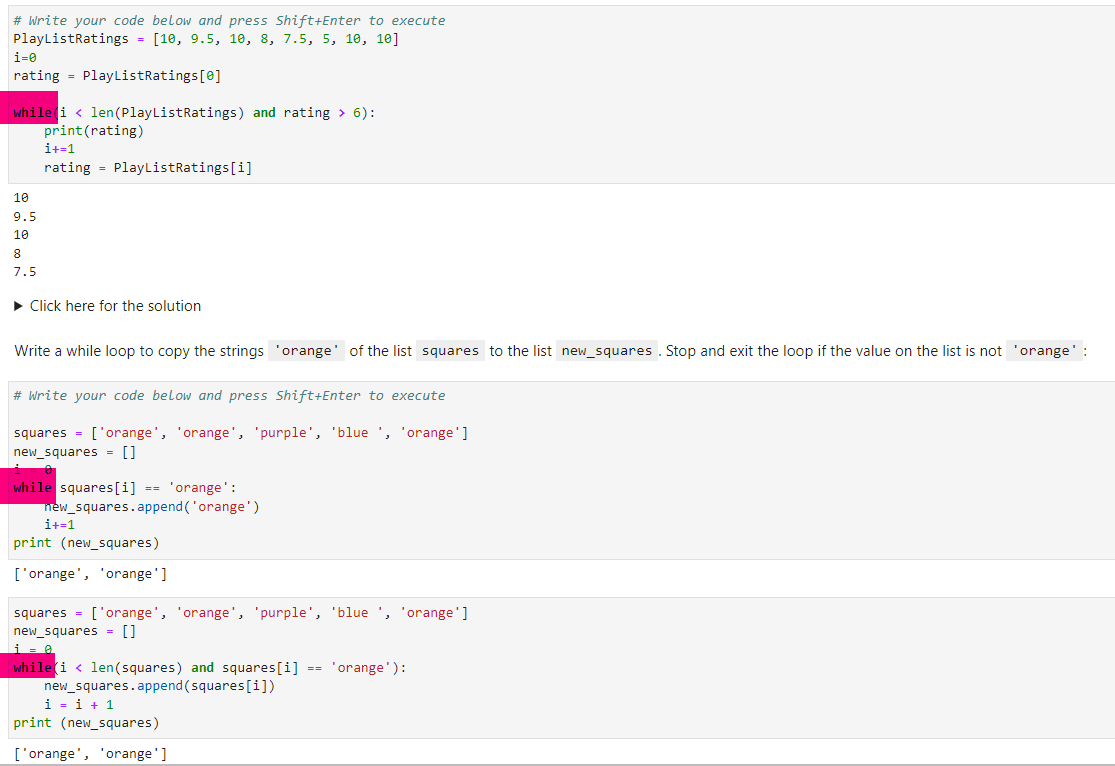 # Write your code below and press Shift+Enter to execute
PlayListRatings = [10, 9.5, 10, 8, 7.5, 5, 10, 10]
i=0
rating = PlayListRatings[0]
while(i < len(PlayListRatings) and rating > 6):
    print(rating)
    i+=1
    rating = PlayListRatings[i]
10
9.5
10
8
7.5
▶ Click here for the solution
Write a while loop to copy the strings 'orange' of the list squares to the list new_squares . Stop and exit the loop if the value on the list is not 'orange' :
# Write your code below and press Shift+Enter to execute
squares = ['orange', 'orange', 'purple', 'blue ', 'orange']
new_squares = []
i = 0
while squares[i] == 'orange':
    new_squares.append('orange')
    i+=1
print (new_squares)
['orange', 'orange']
squares = ['orange', 'orange', 'purple', 'blue ', 'orange']
new_squares = []
i = 0
while(i < len(squares) and squares[i] == 'orange'):
    new_squares.append(squares[i])
    i = i + 1
print (new_squares)
['orange', 'orange']